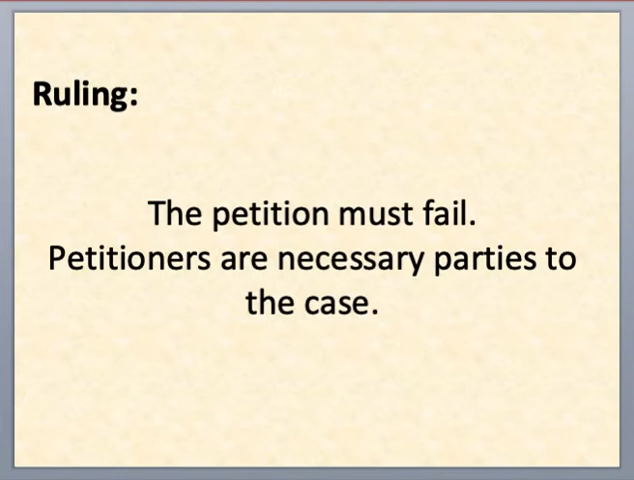 Ruling:
The petition must fail.
Petitioners are necessary parties to
the case.